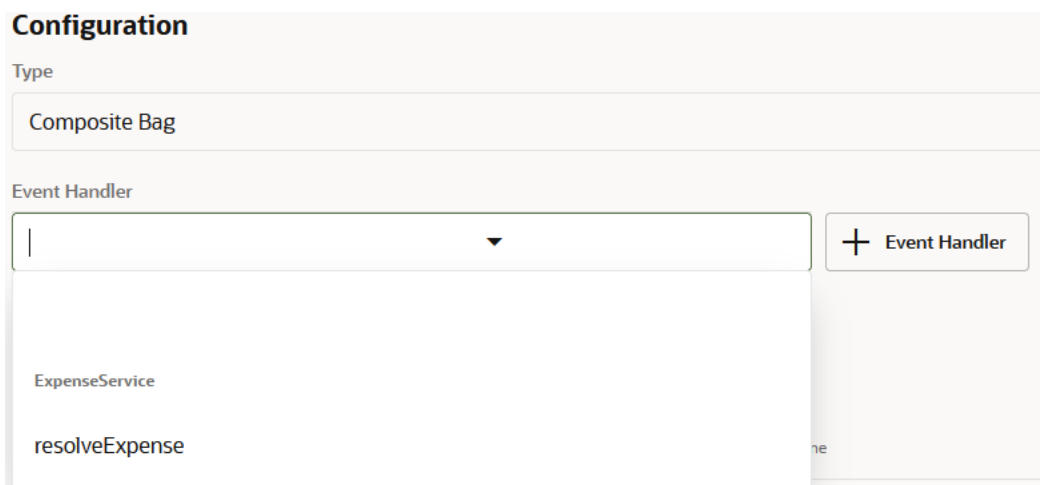 Configuration
Type
Composite Bag
Event Handler
Event Handler
ExpenseService
resolveExpense